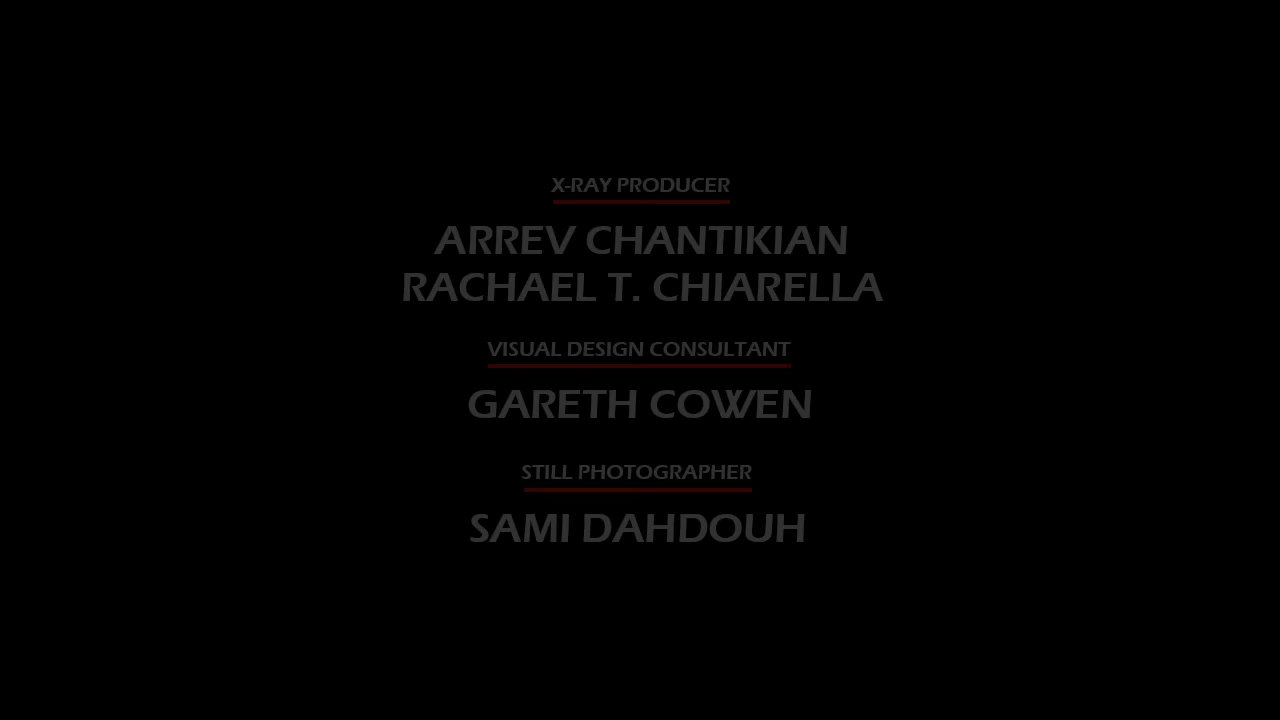 X-RAY PRODUCER
ARREV CHANTIKIAN
RACHAEL T. CHIARELLA
VISUAL DESIGN CONSULTANT
GARETH COWEN
STILL PHOTOGRAPHER
SAMI DAHDOUH